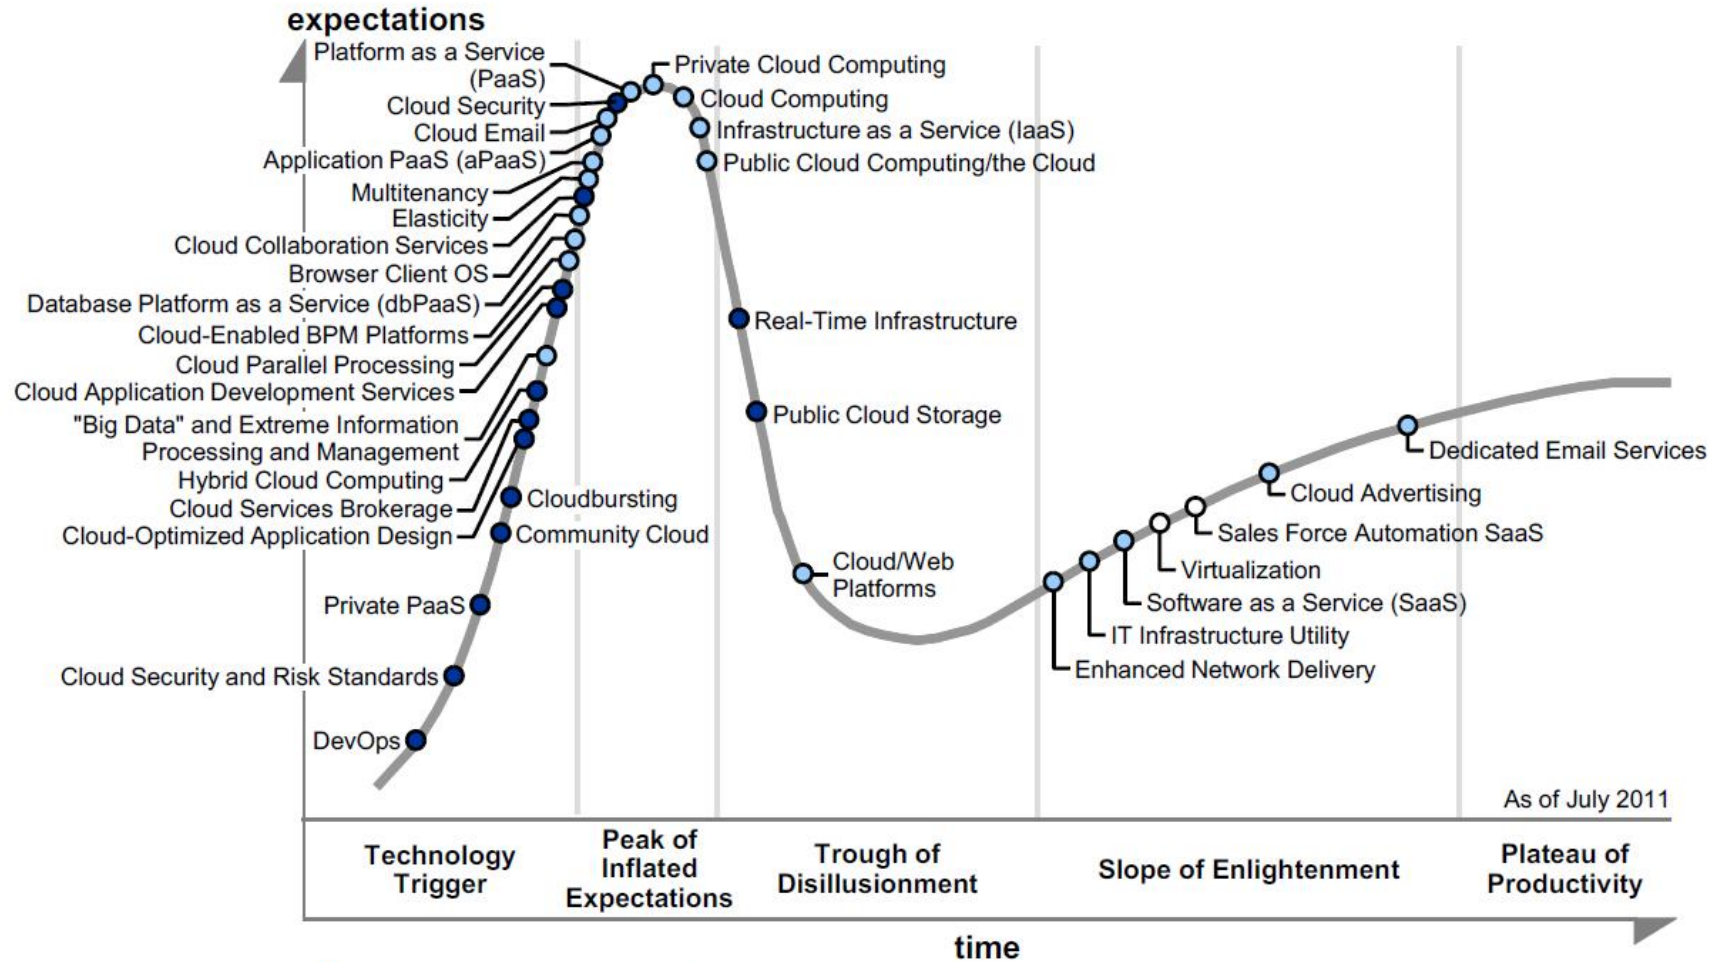 expectations
Platform as a Service
(PaaS)
Cloud Security
Cloud Email
Application PaaS (aPaaS)
Multitenancy
Elasticity
Cloud Collaboration Services
Browser Client OS
Database Platform as a Service (dbPaaS)
Cloud-Enabled BPM Platforms
Cloud Parallel Processing
Cloud Application Development Services
"Big Data" and Extreme Information
Processing and Management
Hybrid Cloud Computing
Cloud Services Brokerage
Cloud-Optimized Application Design
Cloudbursting
Community Cloud
Private PaaS
Cloud Security and Risk Standards
DevOps
Private Cloud Computing
Cloud Computing
Infrastructure as a Service (IaaS)
Public Cloud Computing/the Cloud
Real-Time Infrastructure
Public Cloud Storage
Cloud/Web
Platforms
Dedicated Email Services
Cloud Advertising
Sales Force Automation SaaS
Virtualization
Software as a Service (SaaS)
IT Infrastructure Utility
Enhanced Network Delivery
As of July 2011
Technology
Trigger
Peak of
Inflated
Expectations
Trough of
Disillusionment
Slope of Enlightenment
Plateau of
Productivity
time